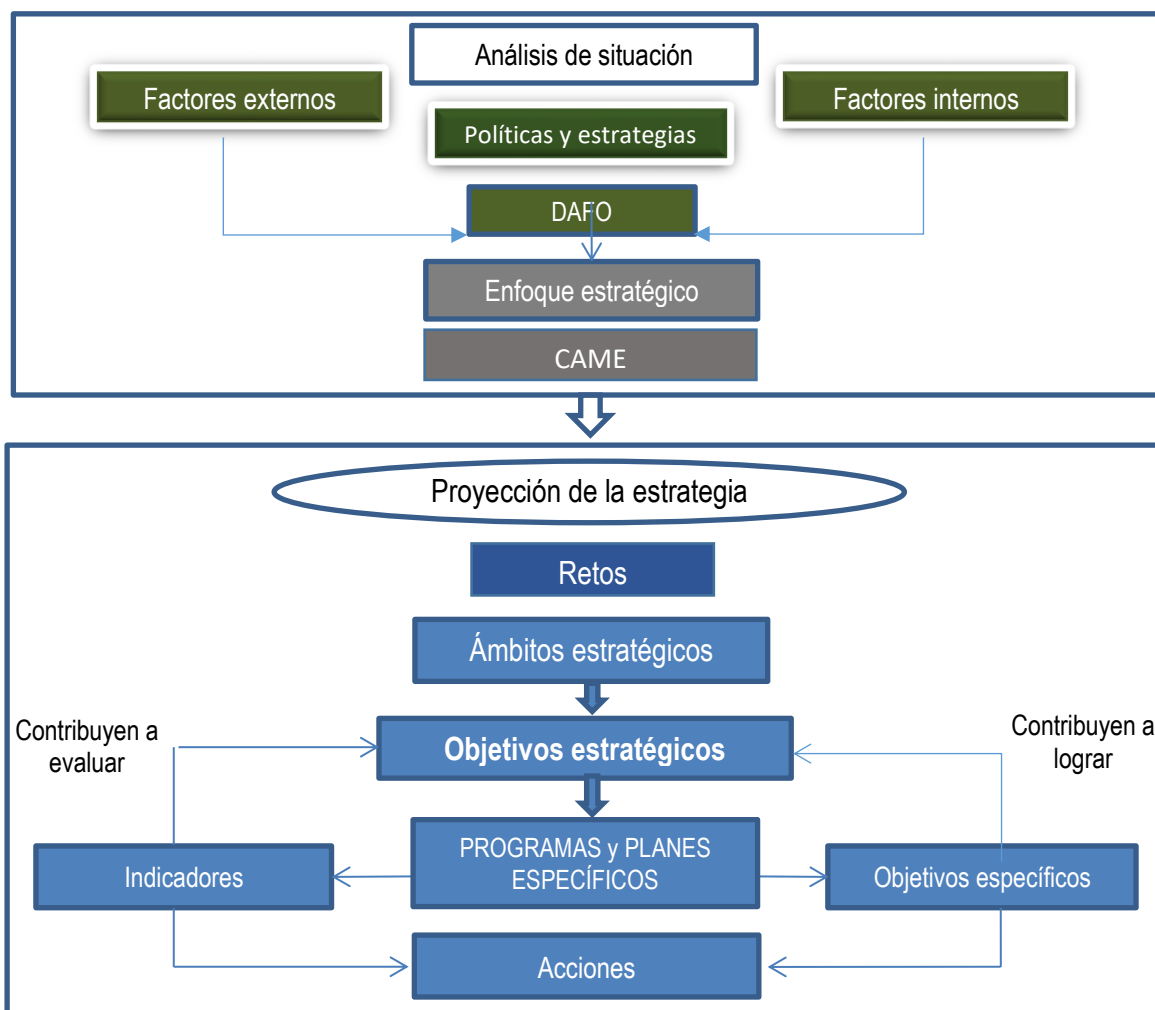 Análisis de situación
Factores externos
Factores internos
Políticas y estrategias
DAFO
Enfoque estratégico
CAME
Proyección de la estrategia
Retos
Ámbitos estratégicos
Contribuyen a
evaluar
Objetivos estratégicos
Contribuyen a
lograr
PROGRAMAS y PLANES
ESPECÍFICOS
Indicadores
Objetivos específicos
Acciones